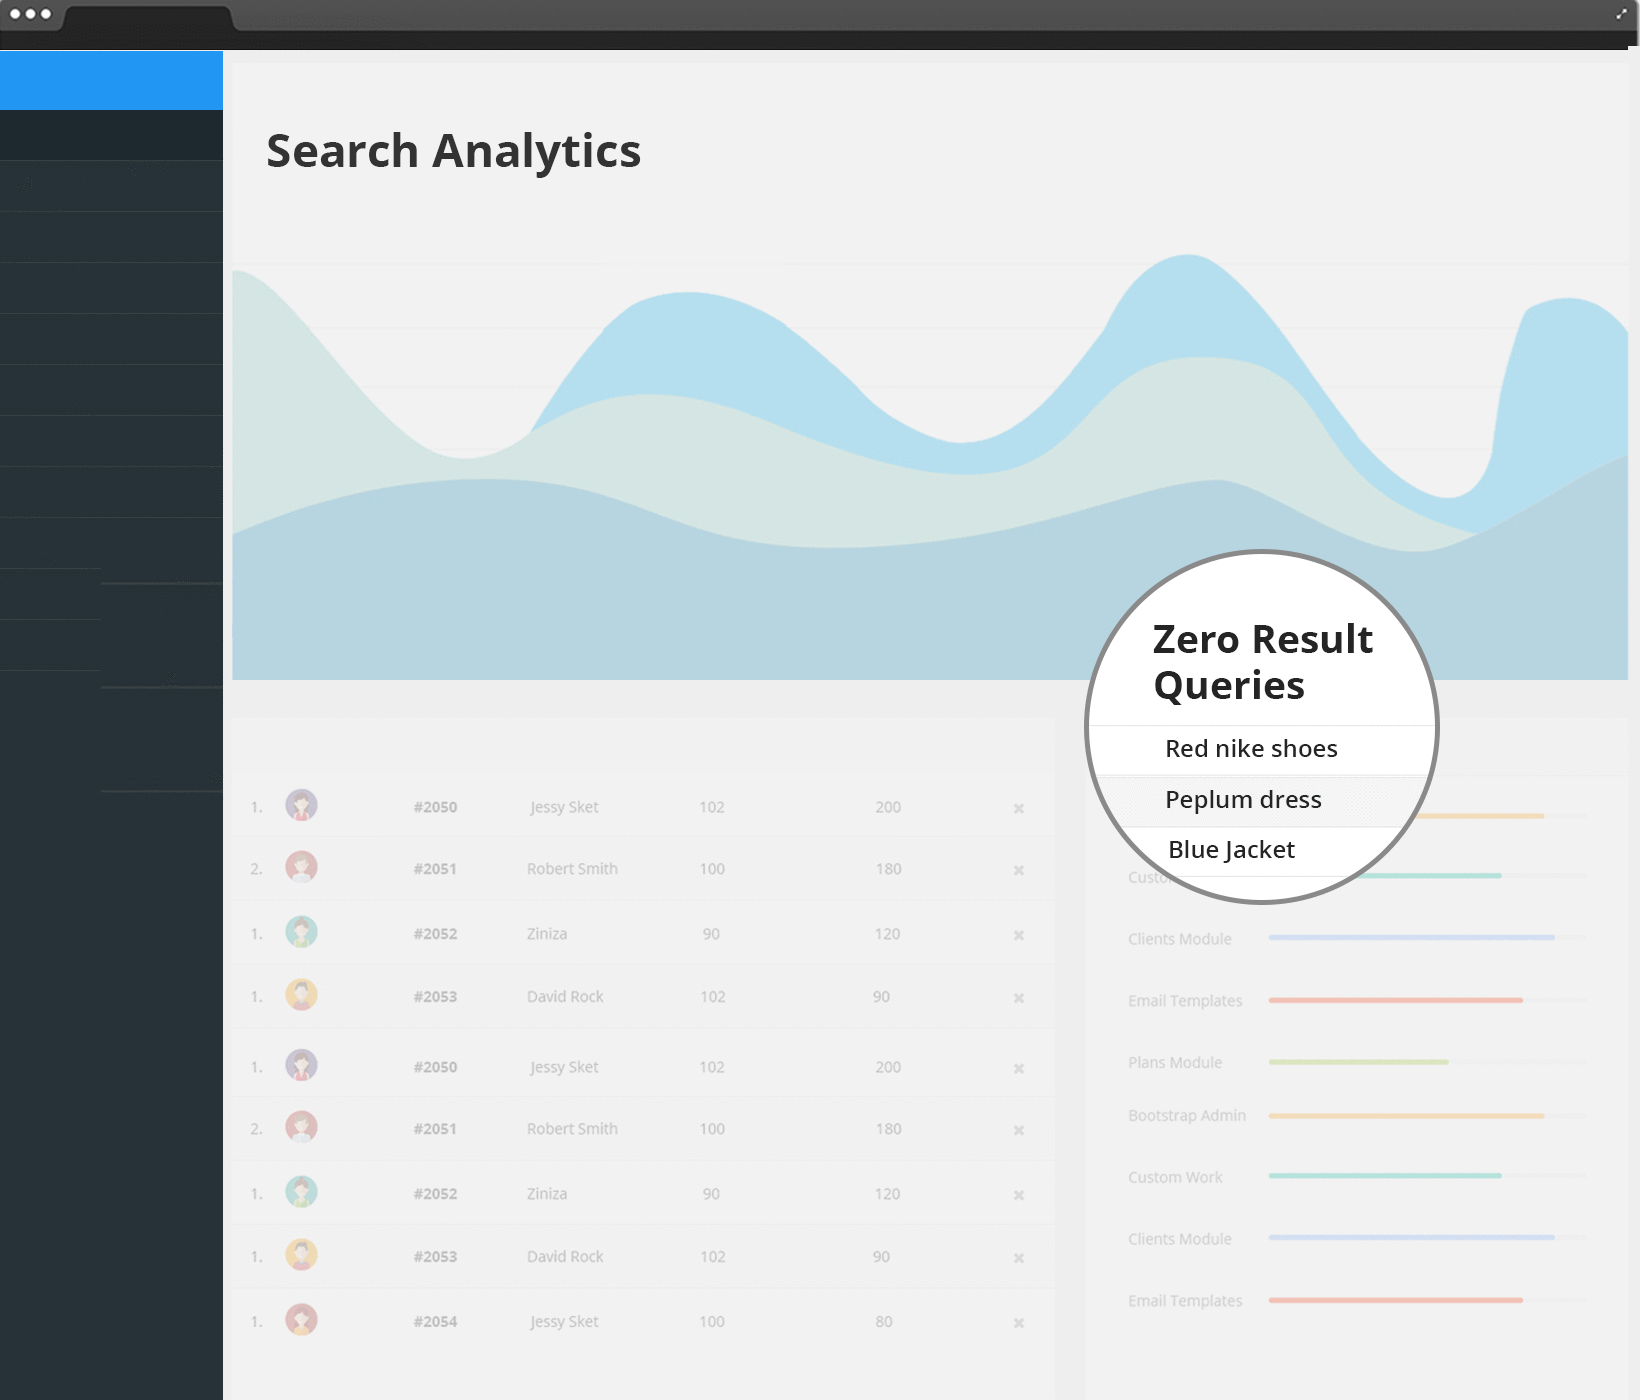 Search Analytics
Zero Result
Queries
Red nike shoes
Peplum dress
Blue Jacket
1. #2050 Jessy Sket 102 200
2. #2051 Robert Smith 100 180
1. #2052 Ziniza 90 120
1. #2053 David Rock 102 90
1. #2050 Jessy Sket 102 200
2. #2051 Robert Smith 100 180
1. #2052 Ziniza 90 120
1. #2053 David Rock 102 90
1. #2054 Jessy Sket 100 80
Clients Module
Email Templates
Plans Module
Bootstrap Admin
Custom Work
Clients Module
Email Templates